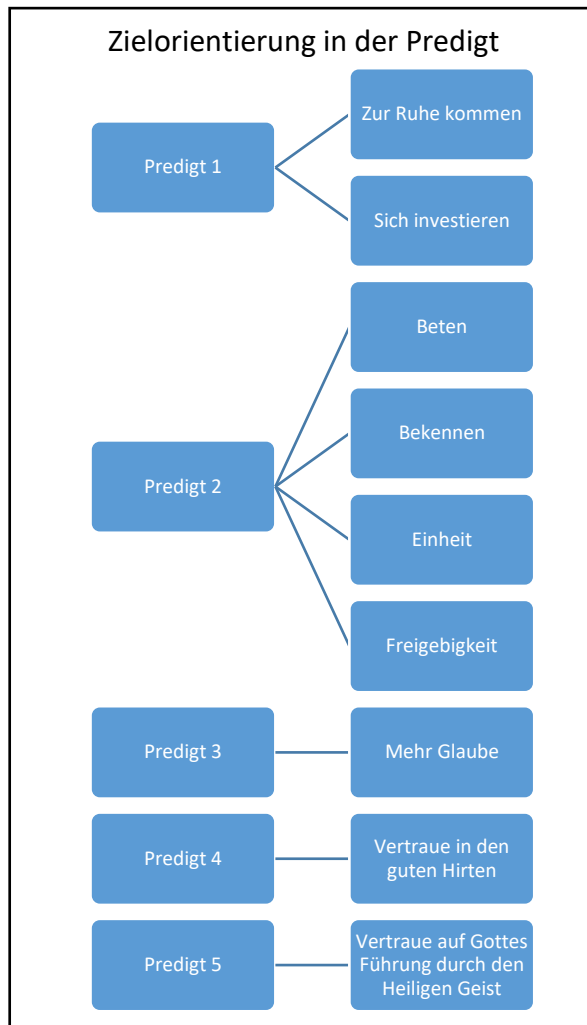 Zielorientierung in der Predigt
Predigt 1
Zur Ruhe kommen
Sich investieren
Predigt 2
Beten
Bekennen
Einheit
Freigebigkeit
Predigt 3
Mehr Glaube
Predigt 4
Vertraue in den
guten Hirten
Predigt 5
Vertraue auf Gottes
Führung durch den
Heiligen Geist